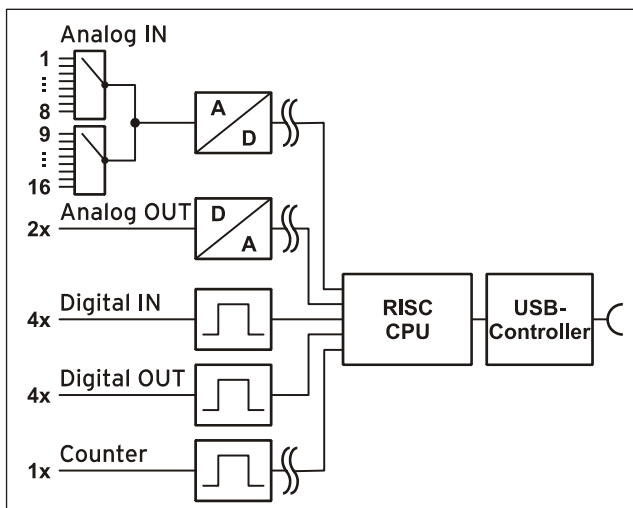 Analog IN
1
8
9
16
A
D
Analog OUT
2x
D
A
Digital IN
4x
Digital OUT
4x
Counter
1x
RISC
CPU
USB-
Controller